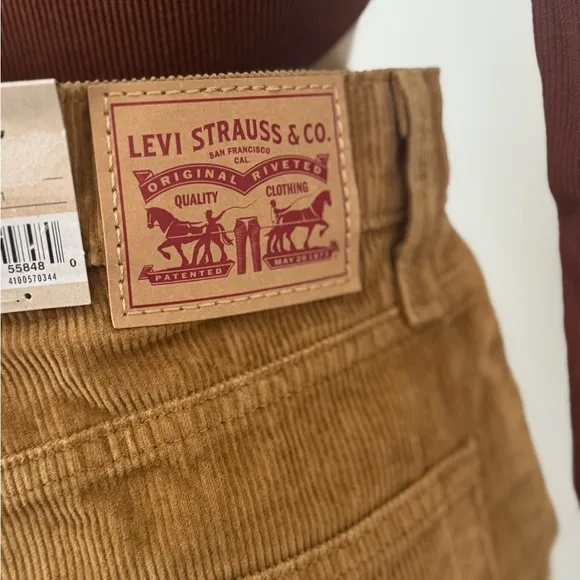 LEVI STRAUSS & CO.
SAN FRANCISCO
CAL.
ORIGINAL RIVETED
QUALITY CLOTHING
PATENTED MAY 20 1873
55848 0
4100570344